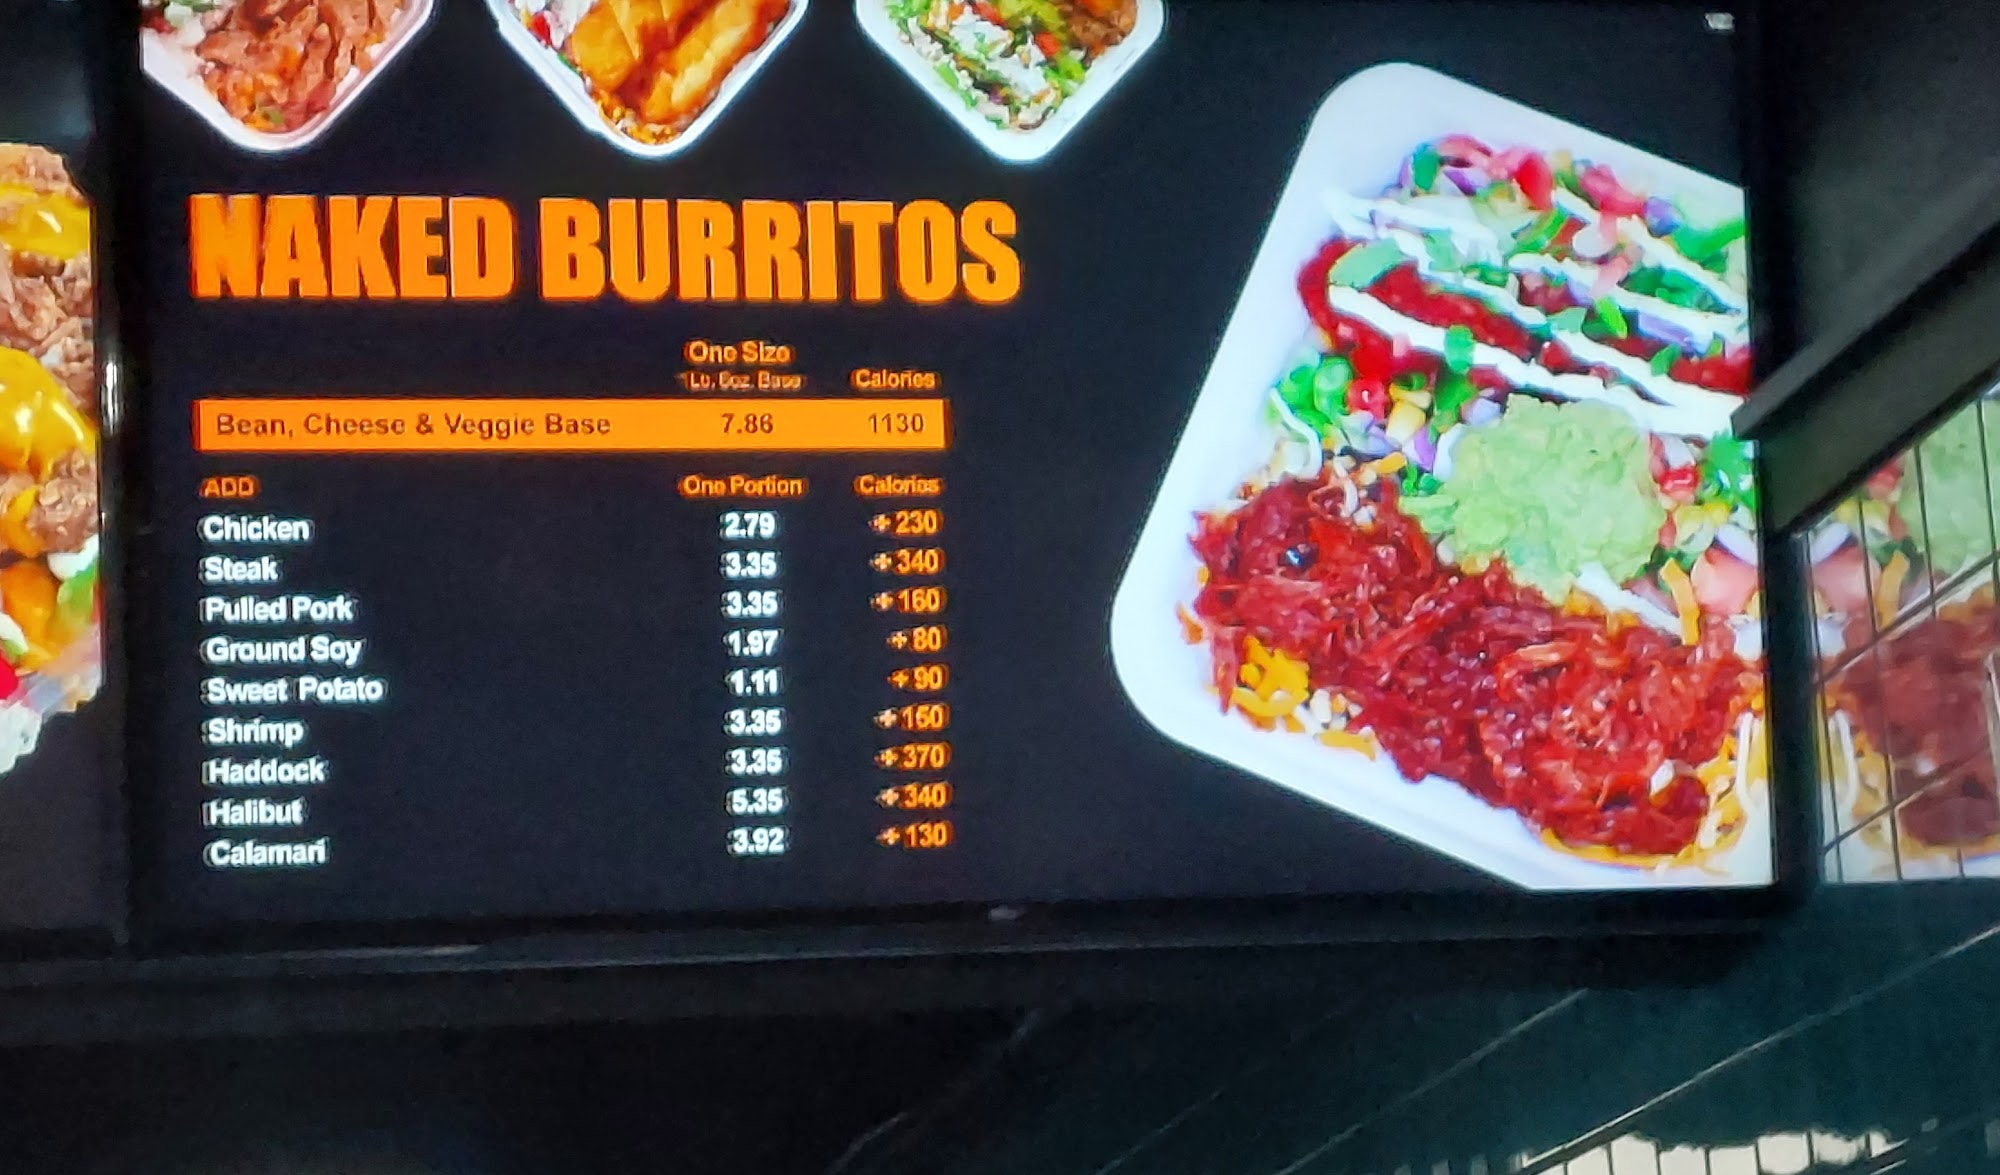 NAKED BURRITOS
One Size
Calories
Bean, Cheese & Veggie Base 7.86 1130
ADD One Portion Calories
Chicken 2.79 +230
Steak 3.35 +340
Pulled Pork 3.35 +160
Ground Soy 1.97 +80
Sweet Potato 1.11 +90
Shrimp 3.35 +150
Haddock 3.35 +370
Halibut 5.35 +340
Calamari 3.92 +130